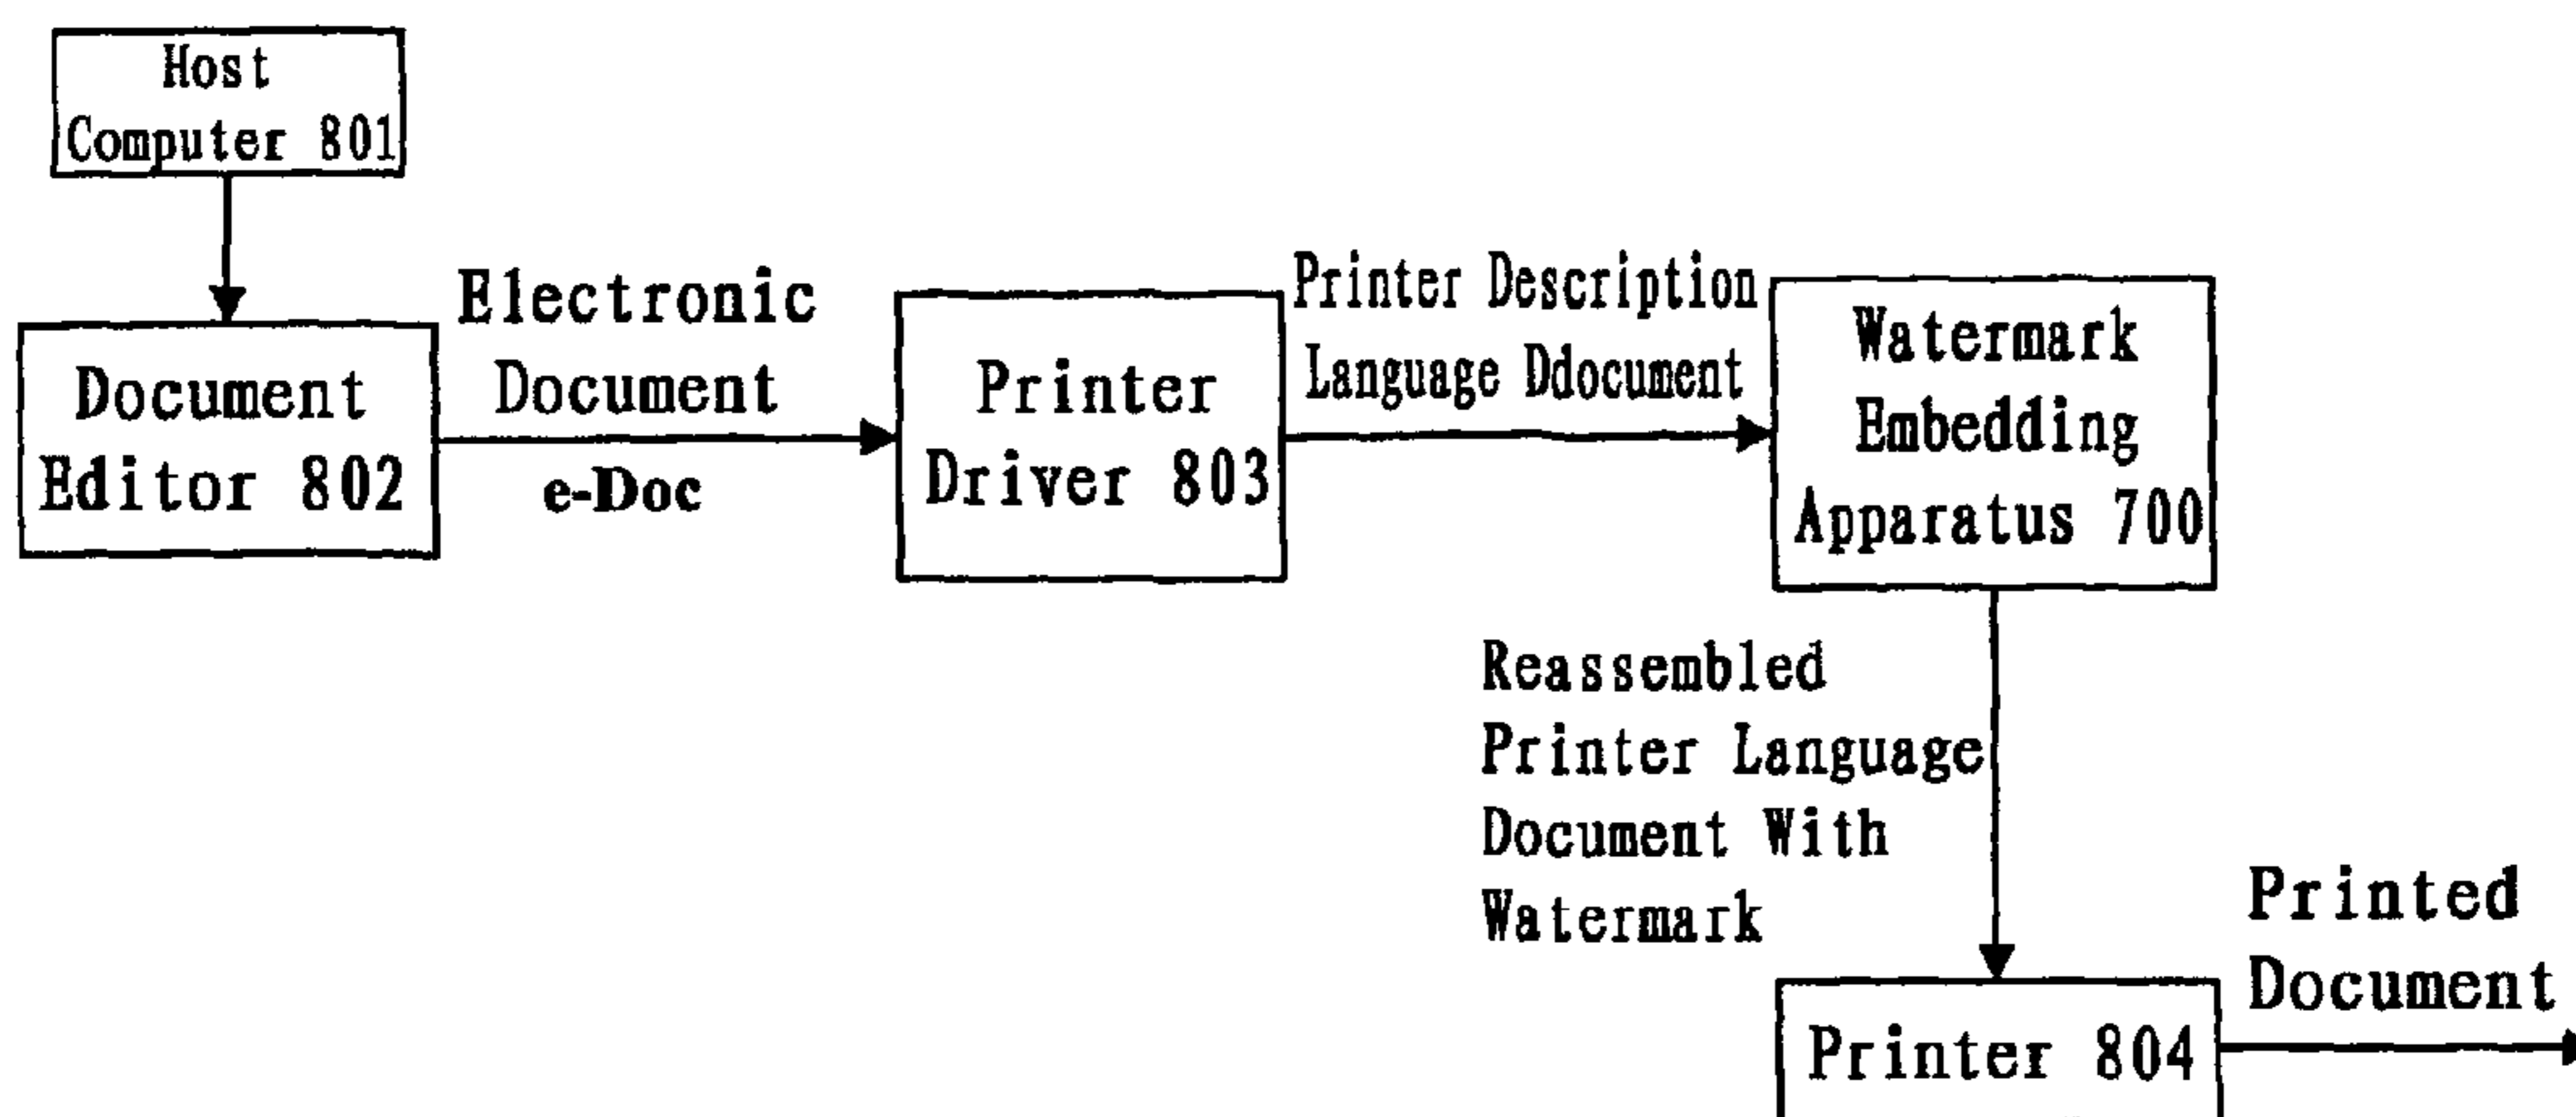 Host
Computer 801
Document
Editor 802
Electronic
Document
e-Doc
Printer
Driver 803
Printer Description
Language Ddocument
Watermark
Embedding
Apparatus 700
Reassembled
Printer Language
Document With
Watermark
Printer 804
Printed
Document